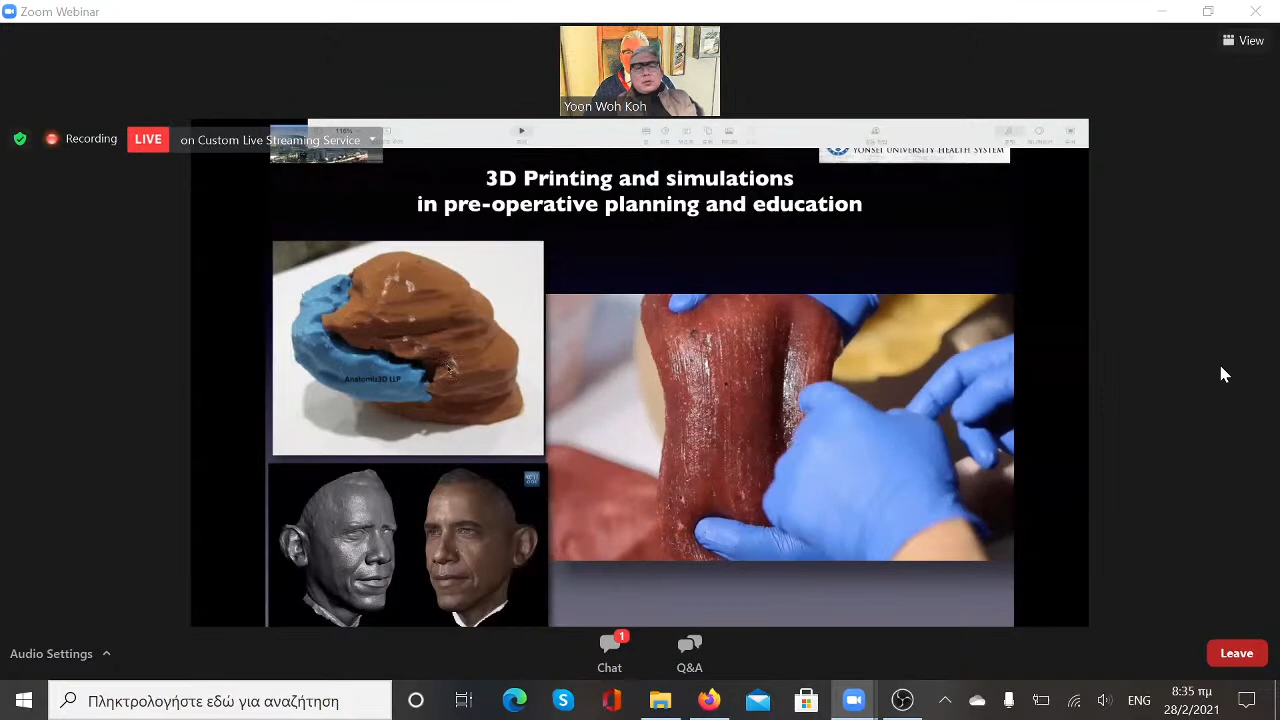 Zoom Webinar
View
Yoon Woh Koh
Recording
LIVE
on Custom Live Streaming Service
116%
YONSEI UNIVERSITY HEALTH SYSTEM
3D Printing and simulations
in pre-operative planning and education
Anatomiz3D LLP
Audio Settings
1
Chat
Q&A
Leave
Πληκτρολογήστε εδώ για αναζήτηση
ENG
8:35 πμ
28/2/2021